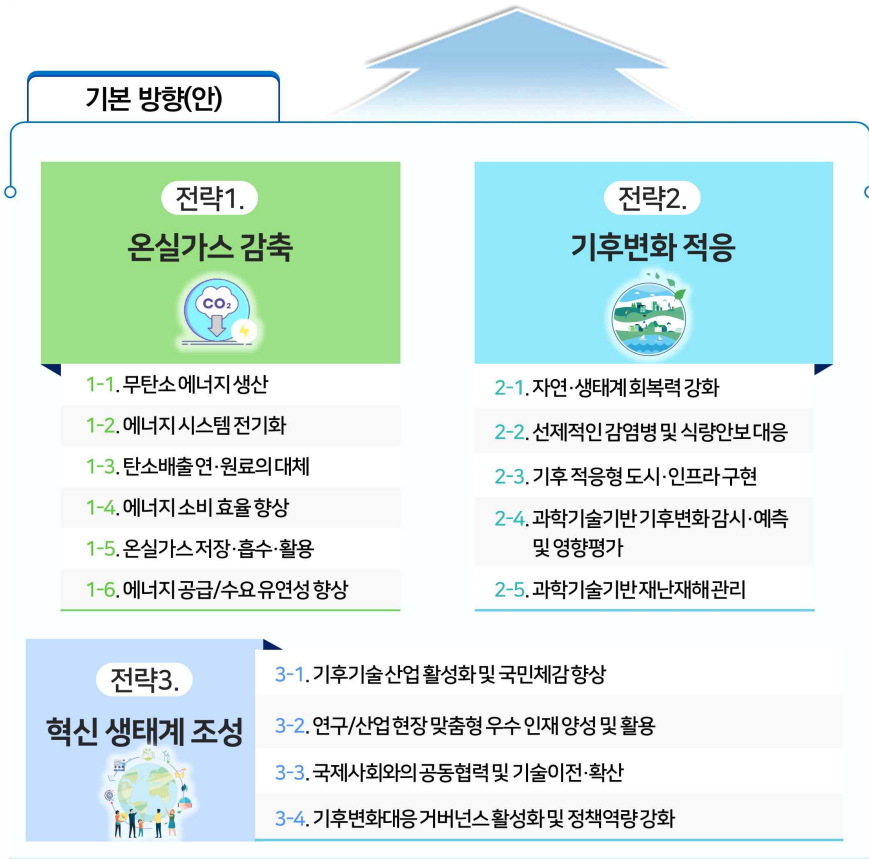 기본 방향(안)
전략1.
온실가스 감축
CO₂
1-1. 무탄소 에너지 생산
1-2. 에너지 시스템 전기화
1-3. 탄소배출 연·원료의 대체
1-4. 에너지 소비 효율 향상
1-5. 온실가스 저장·흡수·활용
1-6. 에너지 공급/수요 유연성 향상
전략2.
기후변화 적응
2-1. 자연·생태계 회복력 강화
2-2. 선제적인 감염병 및 식량안보 대응
2-3. 기후 적응형 도시·인프라 구현
2-4. 과학기술기반 기후변화 감시·예측
및 영향평가
2-5. 과학기술기반 재난재해 관리
전략3.
혁신 생태계 조성
3-1. 기후기술 산업 활성화 및 국민체감 향상
3-2. 연구/산업 현장 맞춤형 우수 인재 양성 및 활용
3-3. 국제사회와의 공동협력 및 기술이전·확산
3-4. 기후변화대응 거버넌스 활성화 및 정책역량 강화